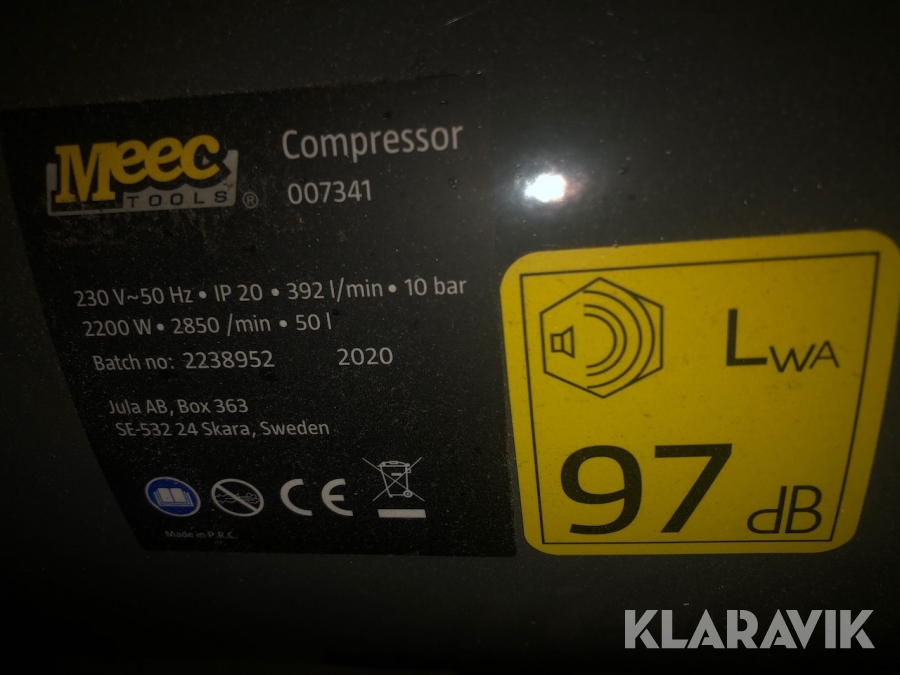 Meec
TOOLS ®
Compressor
007341
230 V~50 Hz • IP 20 • 392 l/min • 10 bar
2200 W • 2850 /min • 50 l
Batch no: 2238952 2020
Jula AB, Box 363
SE-532 24 Skara, Sweden
CE
Made in P.R.C.
LWA
97 dB
KLARAVIK